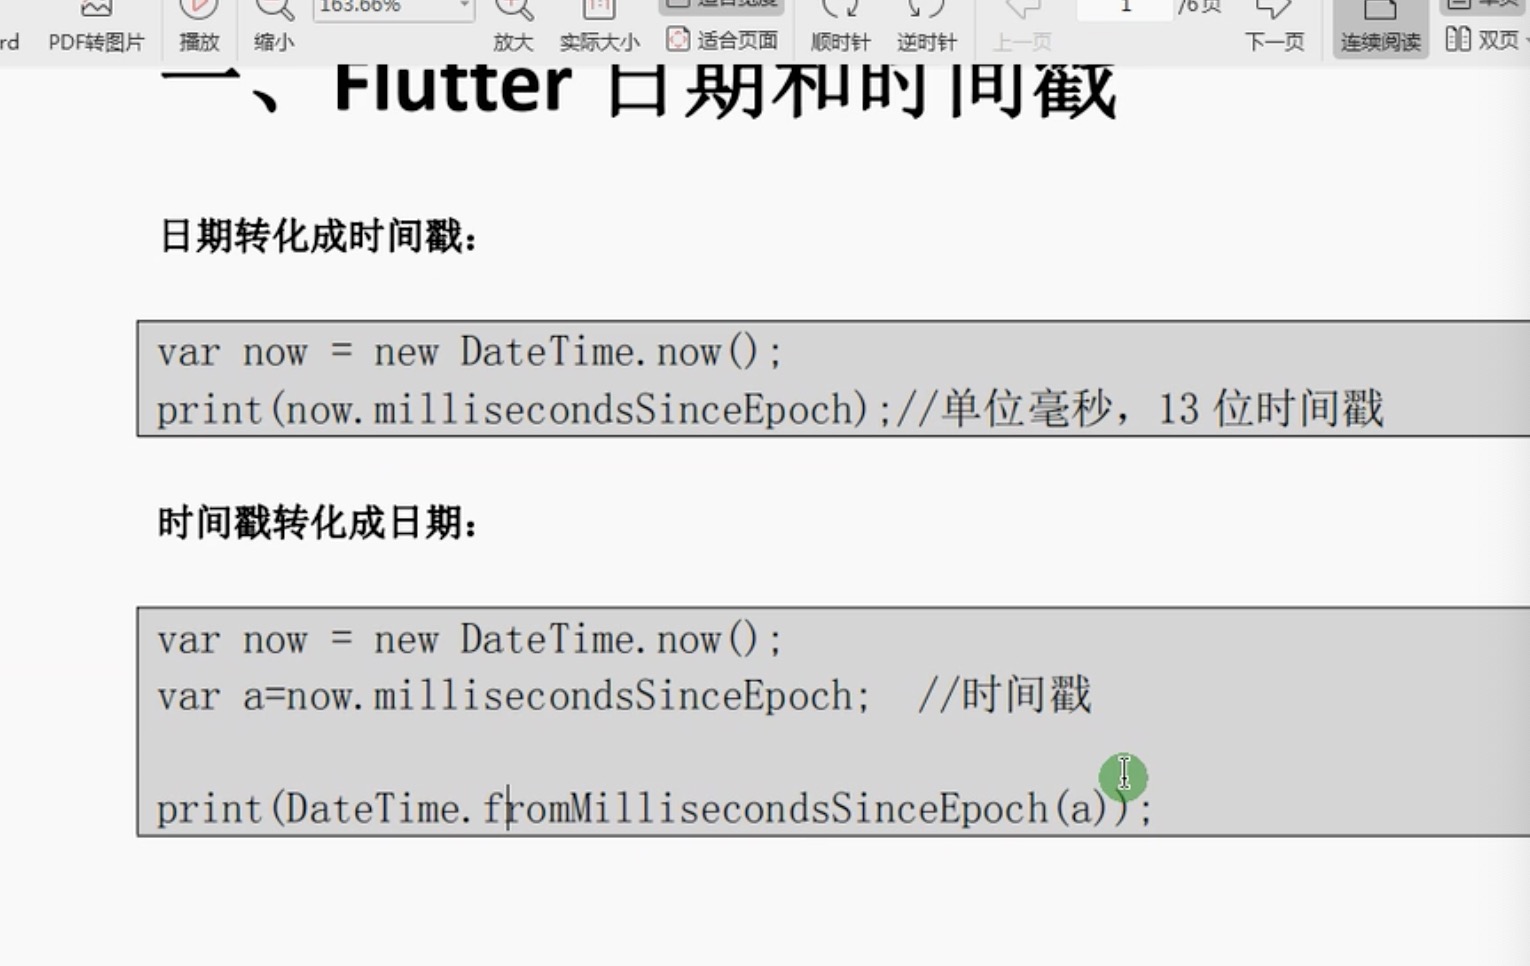 163.66%
适合宽度
1
/6页
单页
rd
PDF转图片
播放
缩小
放大
实际大小
适合页面
顺时针
逆时针
上一页
下一页
连续阅读
双页
一、Flutter 日期和时间戳
日期转化成时间戳：
var now = new DateTime.now();
print(now.millisecondsSinceEpoch);//单位毫秒，13 位时间戳
时间戳转化成日期：
var now = new DateTime.now();
var a=now.millisecondsSinceEpoch;  //时间戳
print(DateTime.fromMillisecondsSinceEpoch(a));